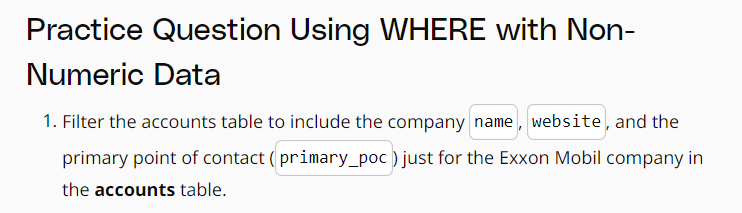 Practice Question Using WHERE with Non-
Numeric Data
1. Filter the accounts table to include the company name, website, and the
primary point of contact (primary_poc) just for the Exxon Mobil company in
the accounts table.